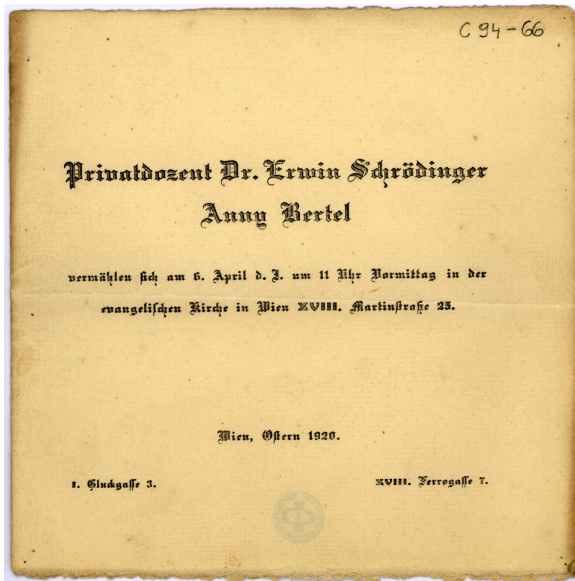 C 94-66
Privatdozent Dr. Erwin Schrödinger
Anny Bertel
vermählen sich am 6. April d. J. um 11 Uhr Vormittag in der
evangelischen Kirche in Wien XVIII. Martinstraße 25.
Wien, Ostern 1920.
I. Gluckgasse 3.
XVIII. Ferrogasse 7.